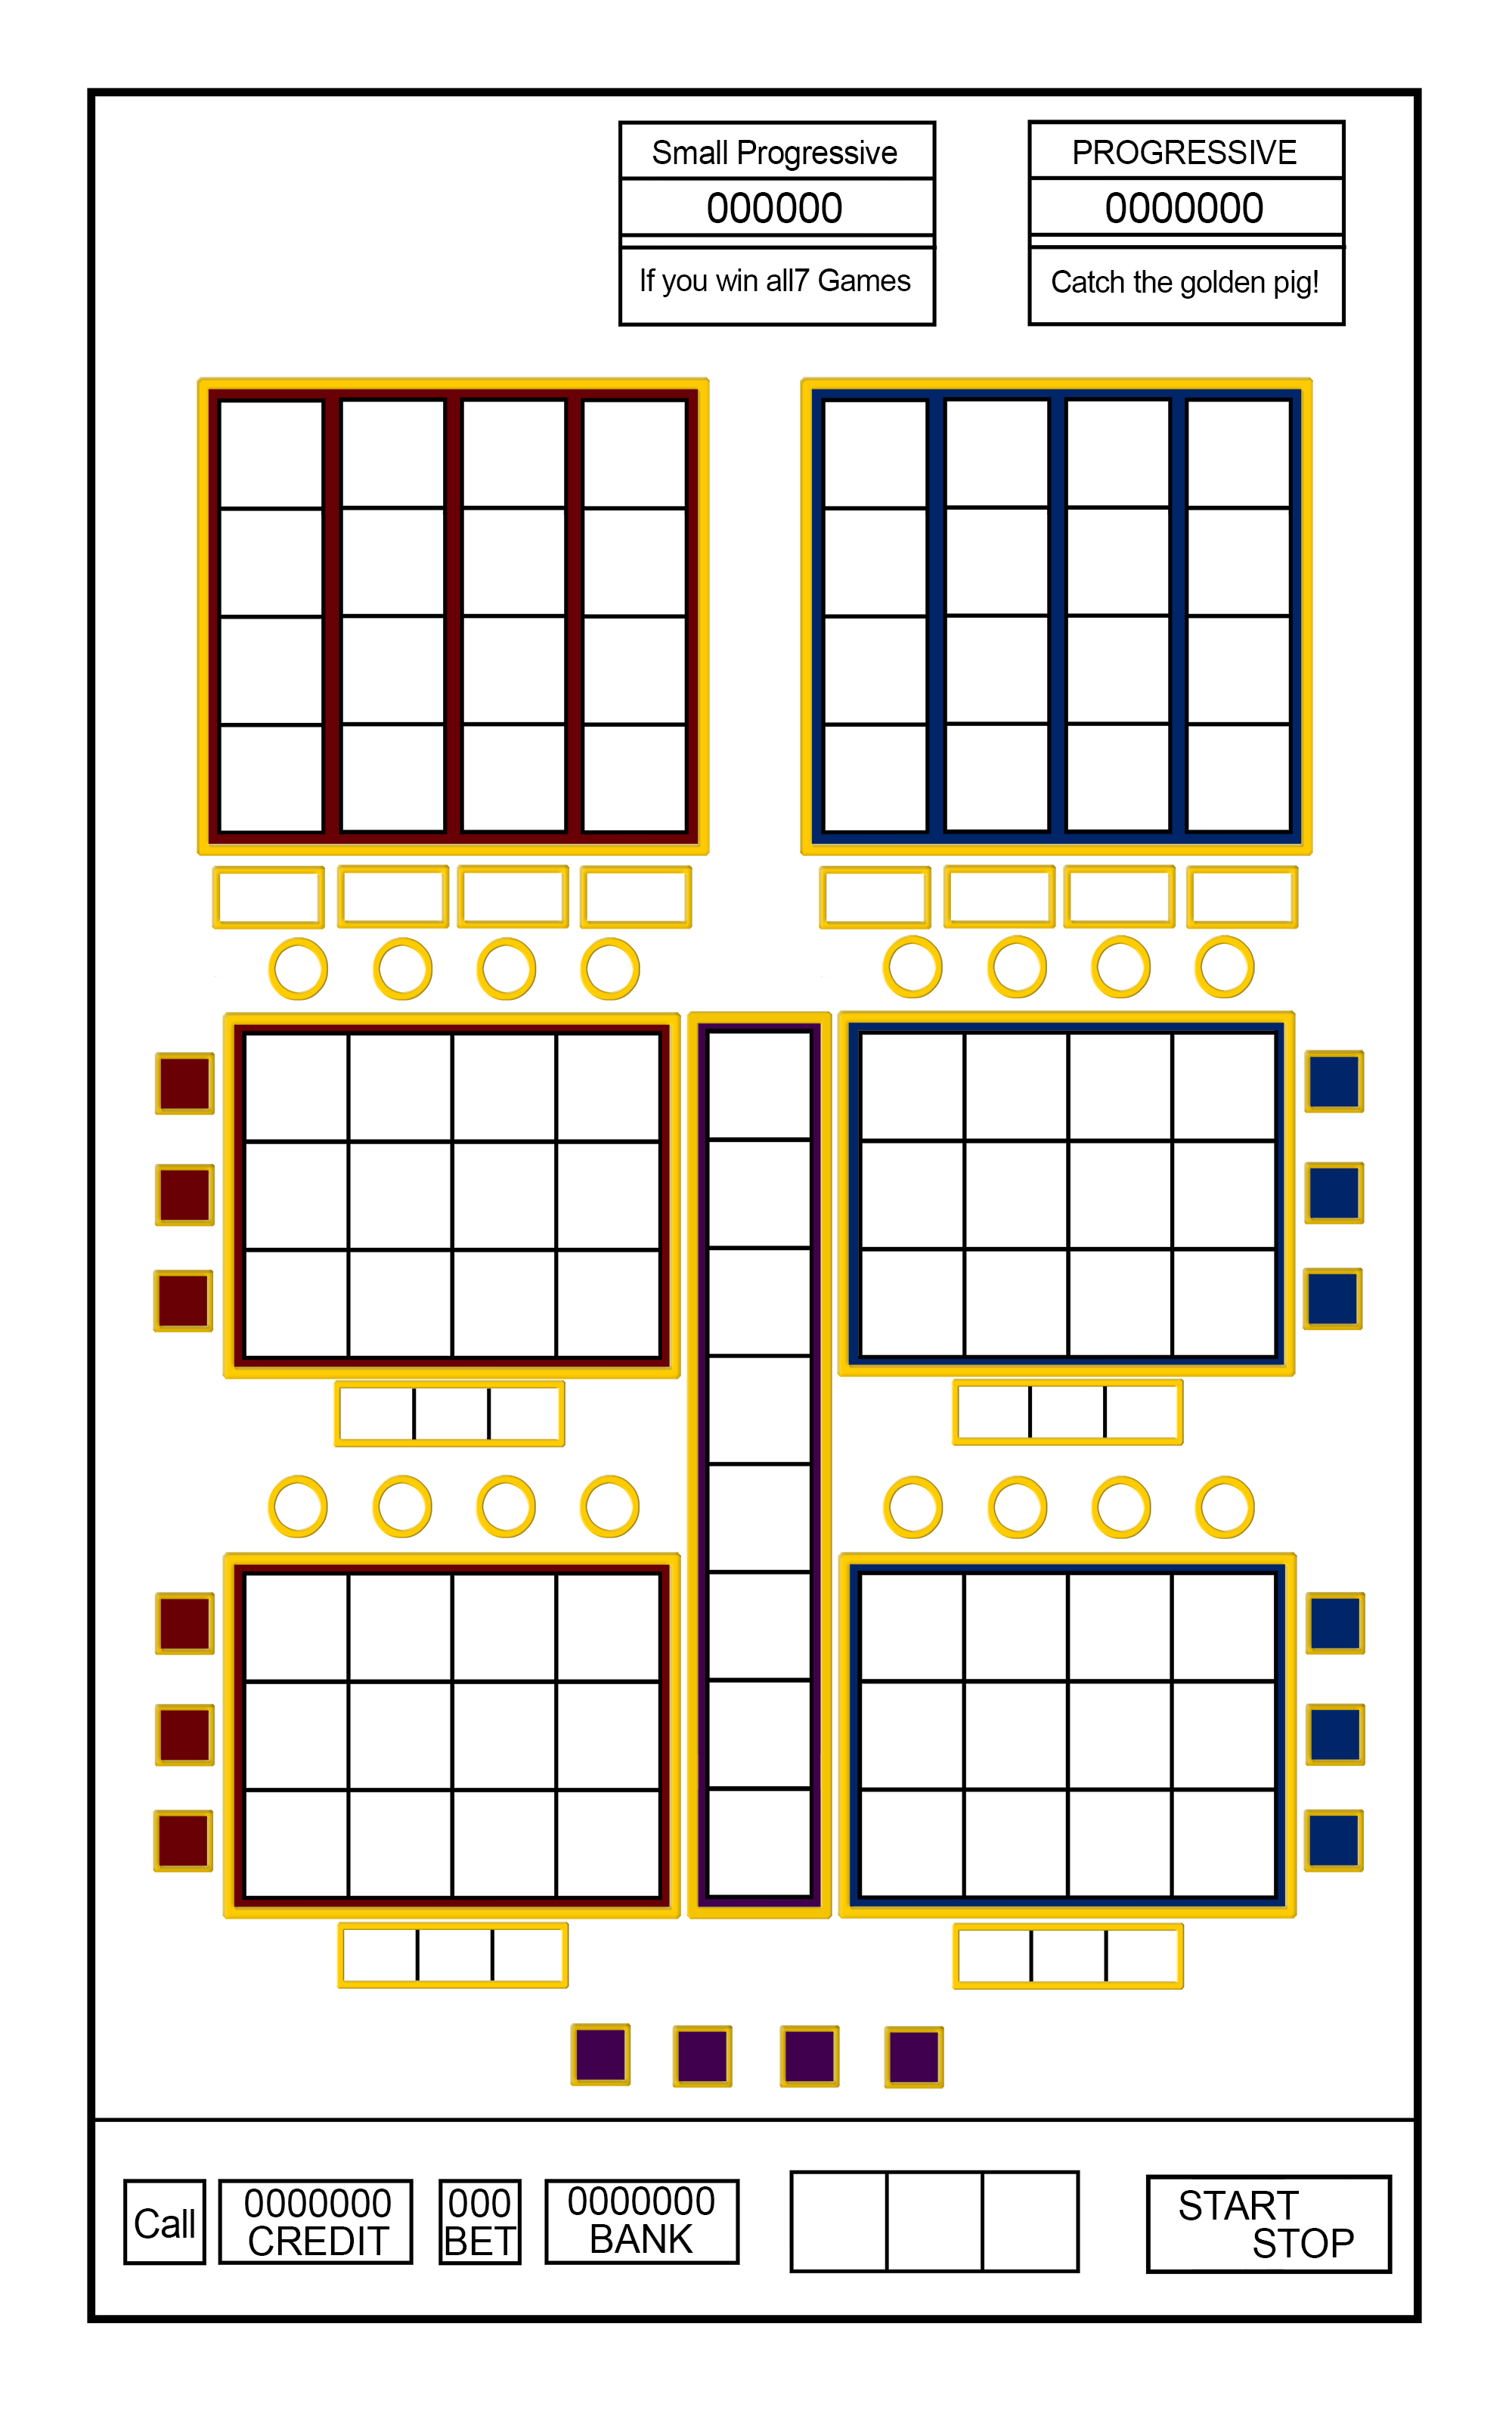 Small Progressive
000000
If you win all7 Games
PROGRESSIVE
0000000
Catch the golden pig!
Call
0000000
CREDIT
000
BET
0000000
BANK
START
STOP